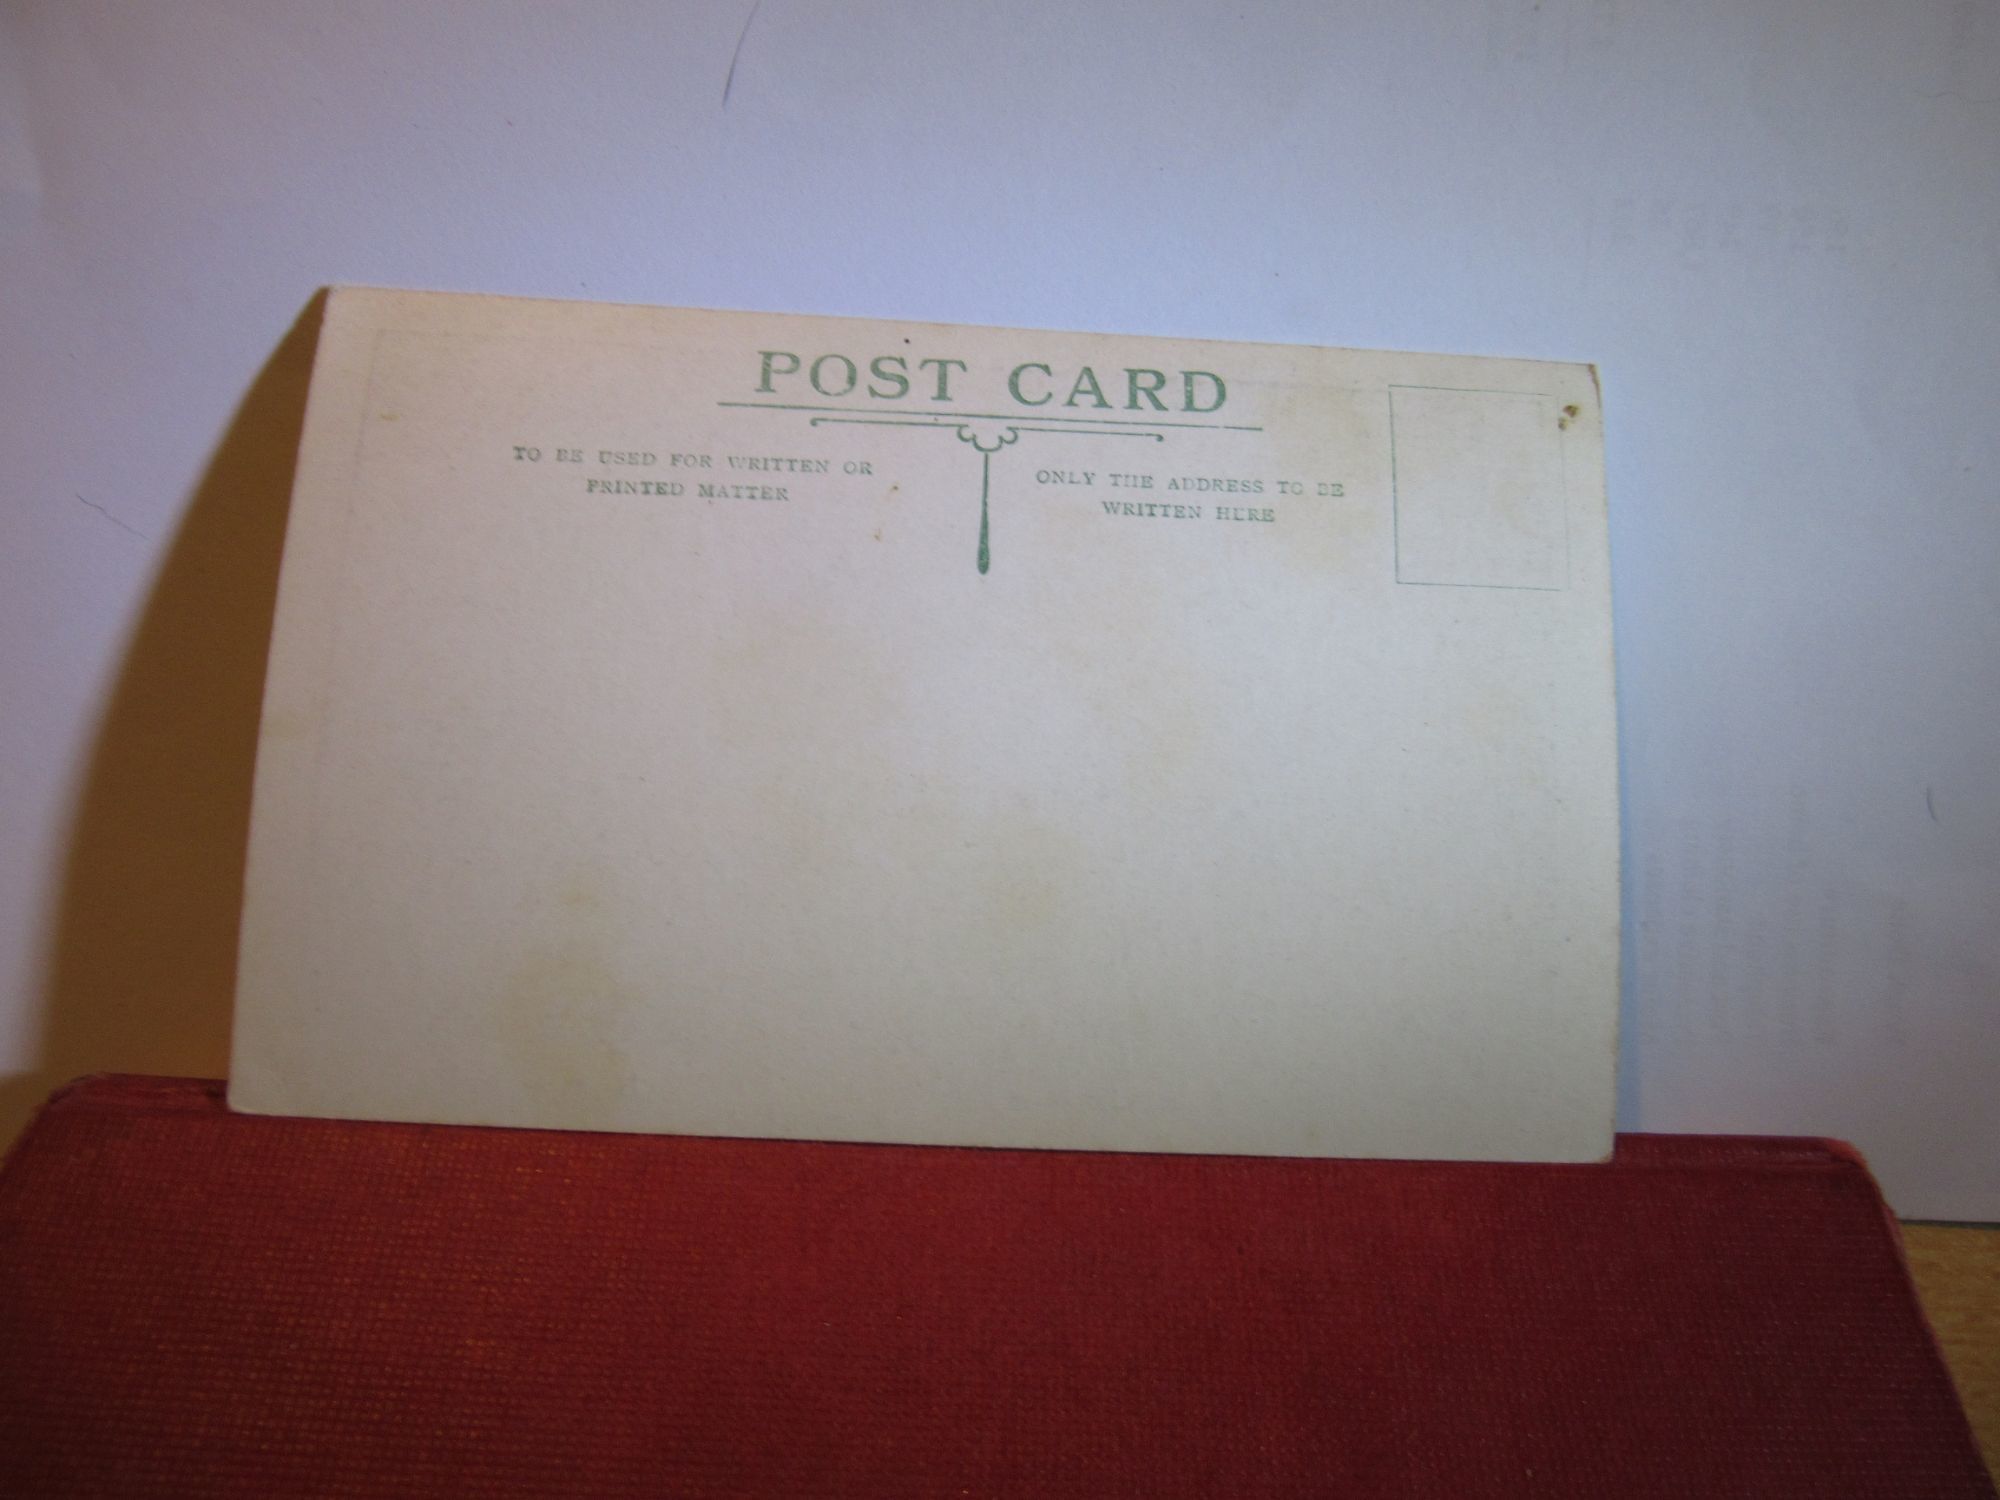 POST CARD
TO BE USED FOR WRITTEN OR
PRINTED MATTER
ONLY THE ADDRESS TO BE
WRITTEN HERE